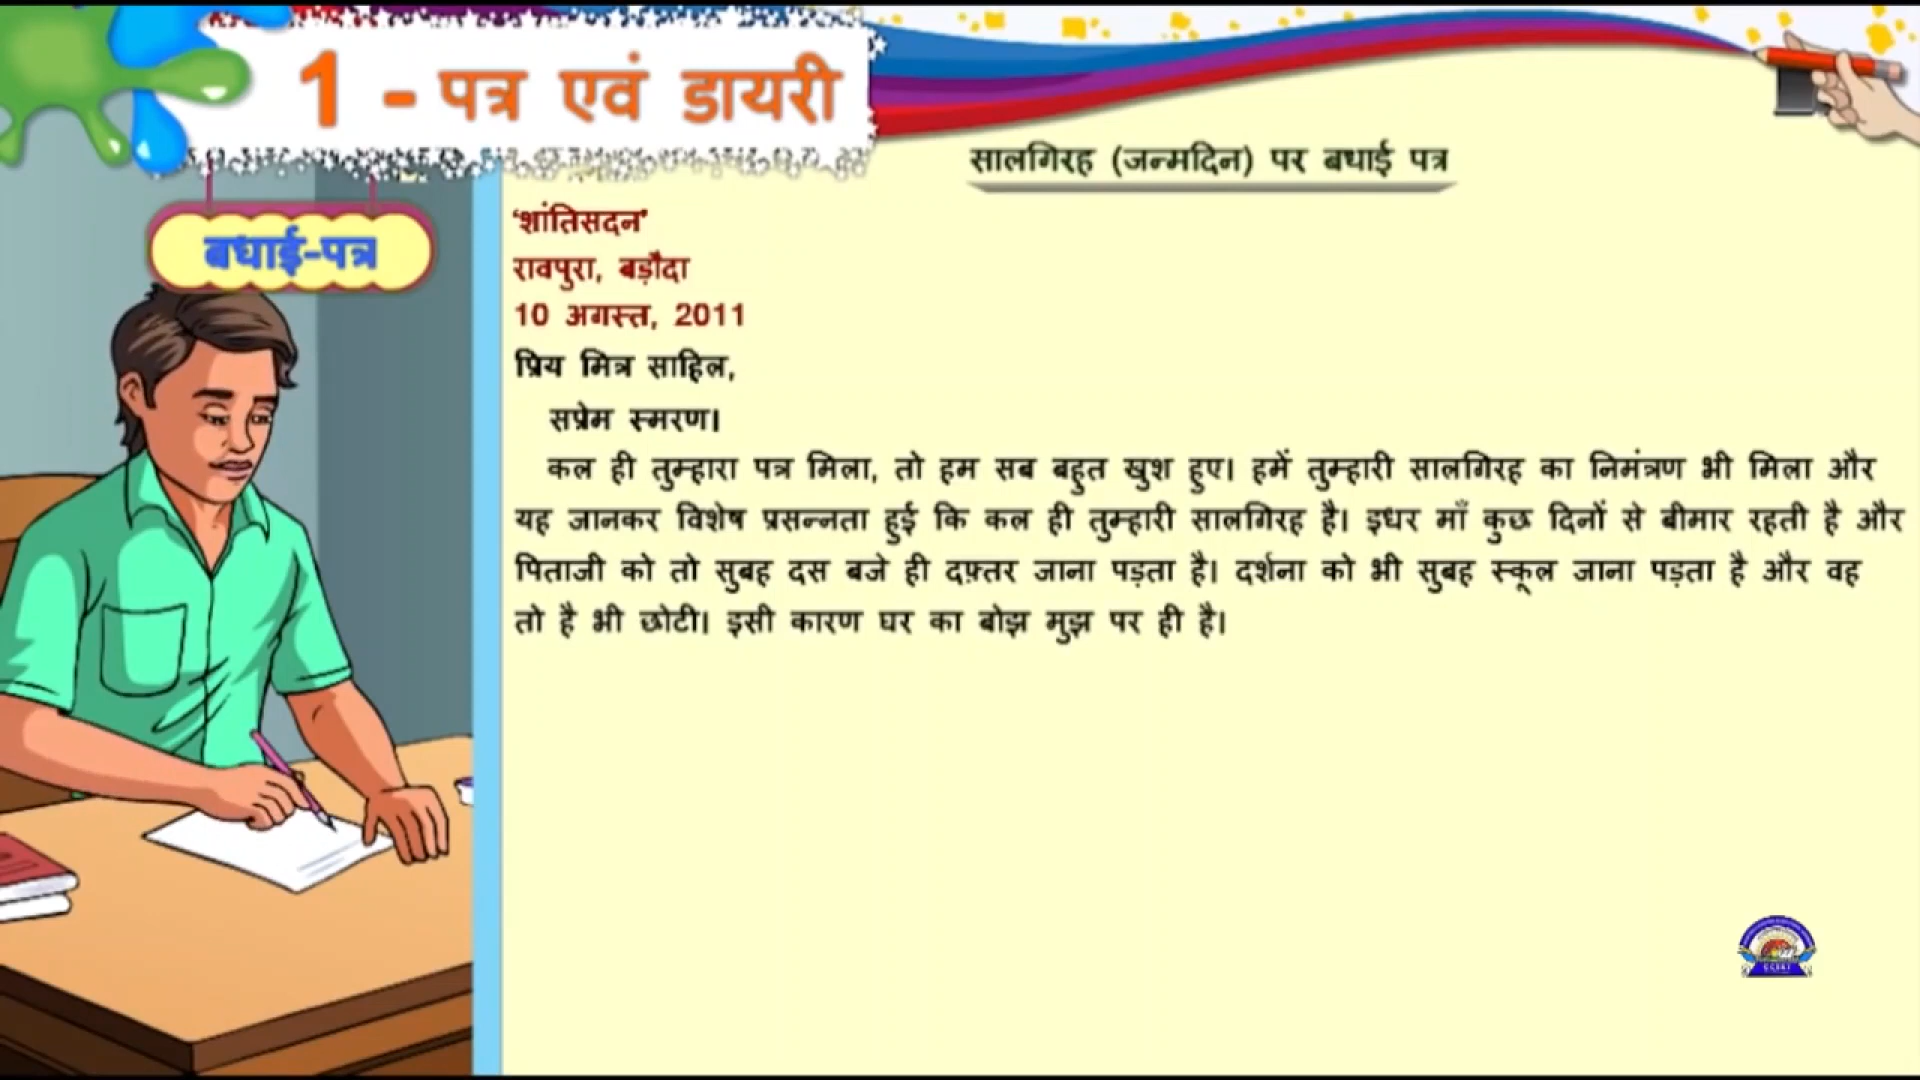 1 - पत्र एवं डायरी
बधाई-पत्र
सालगिरह (जन्मदिन) पर बधाई पत्र
‘शांतिसदन’
रावपुरा, बड़ौदा
10 अगस्त, 2011
प्रिय मित्र साहिल,
सप्रेम स्मरण।
कल ही तुम्हारा पत्र मिला, तो हम सब बहुत खुश हुए। हमें तुम्हारी सालगिरह का निमंत्रण भी मिला और
यह जानकर विशेष प्रसन्नता हुई कि कल ही तुम्हारी सालगिरह है। इधर माँ कुछ दिनों से बीमार रहती है और
पिताजी को तो सुबह दस बजे ही दफ़्तर जाना पड़ता है। दर्शना को भी सुबह स्कूल जाना पड़ता है और वह
तो है भी छोटी। इसी कारण घर का बोझ मुझ पर ही है।